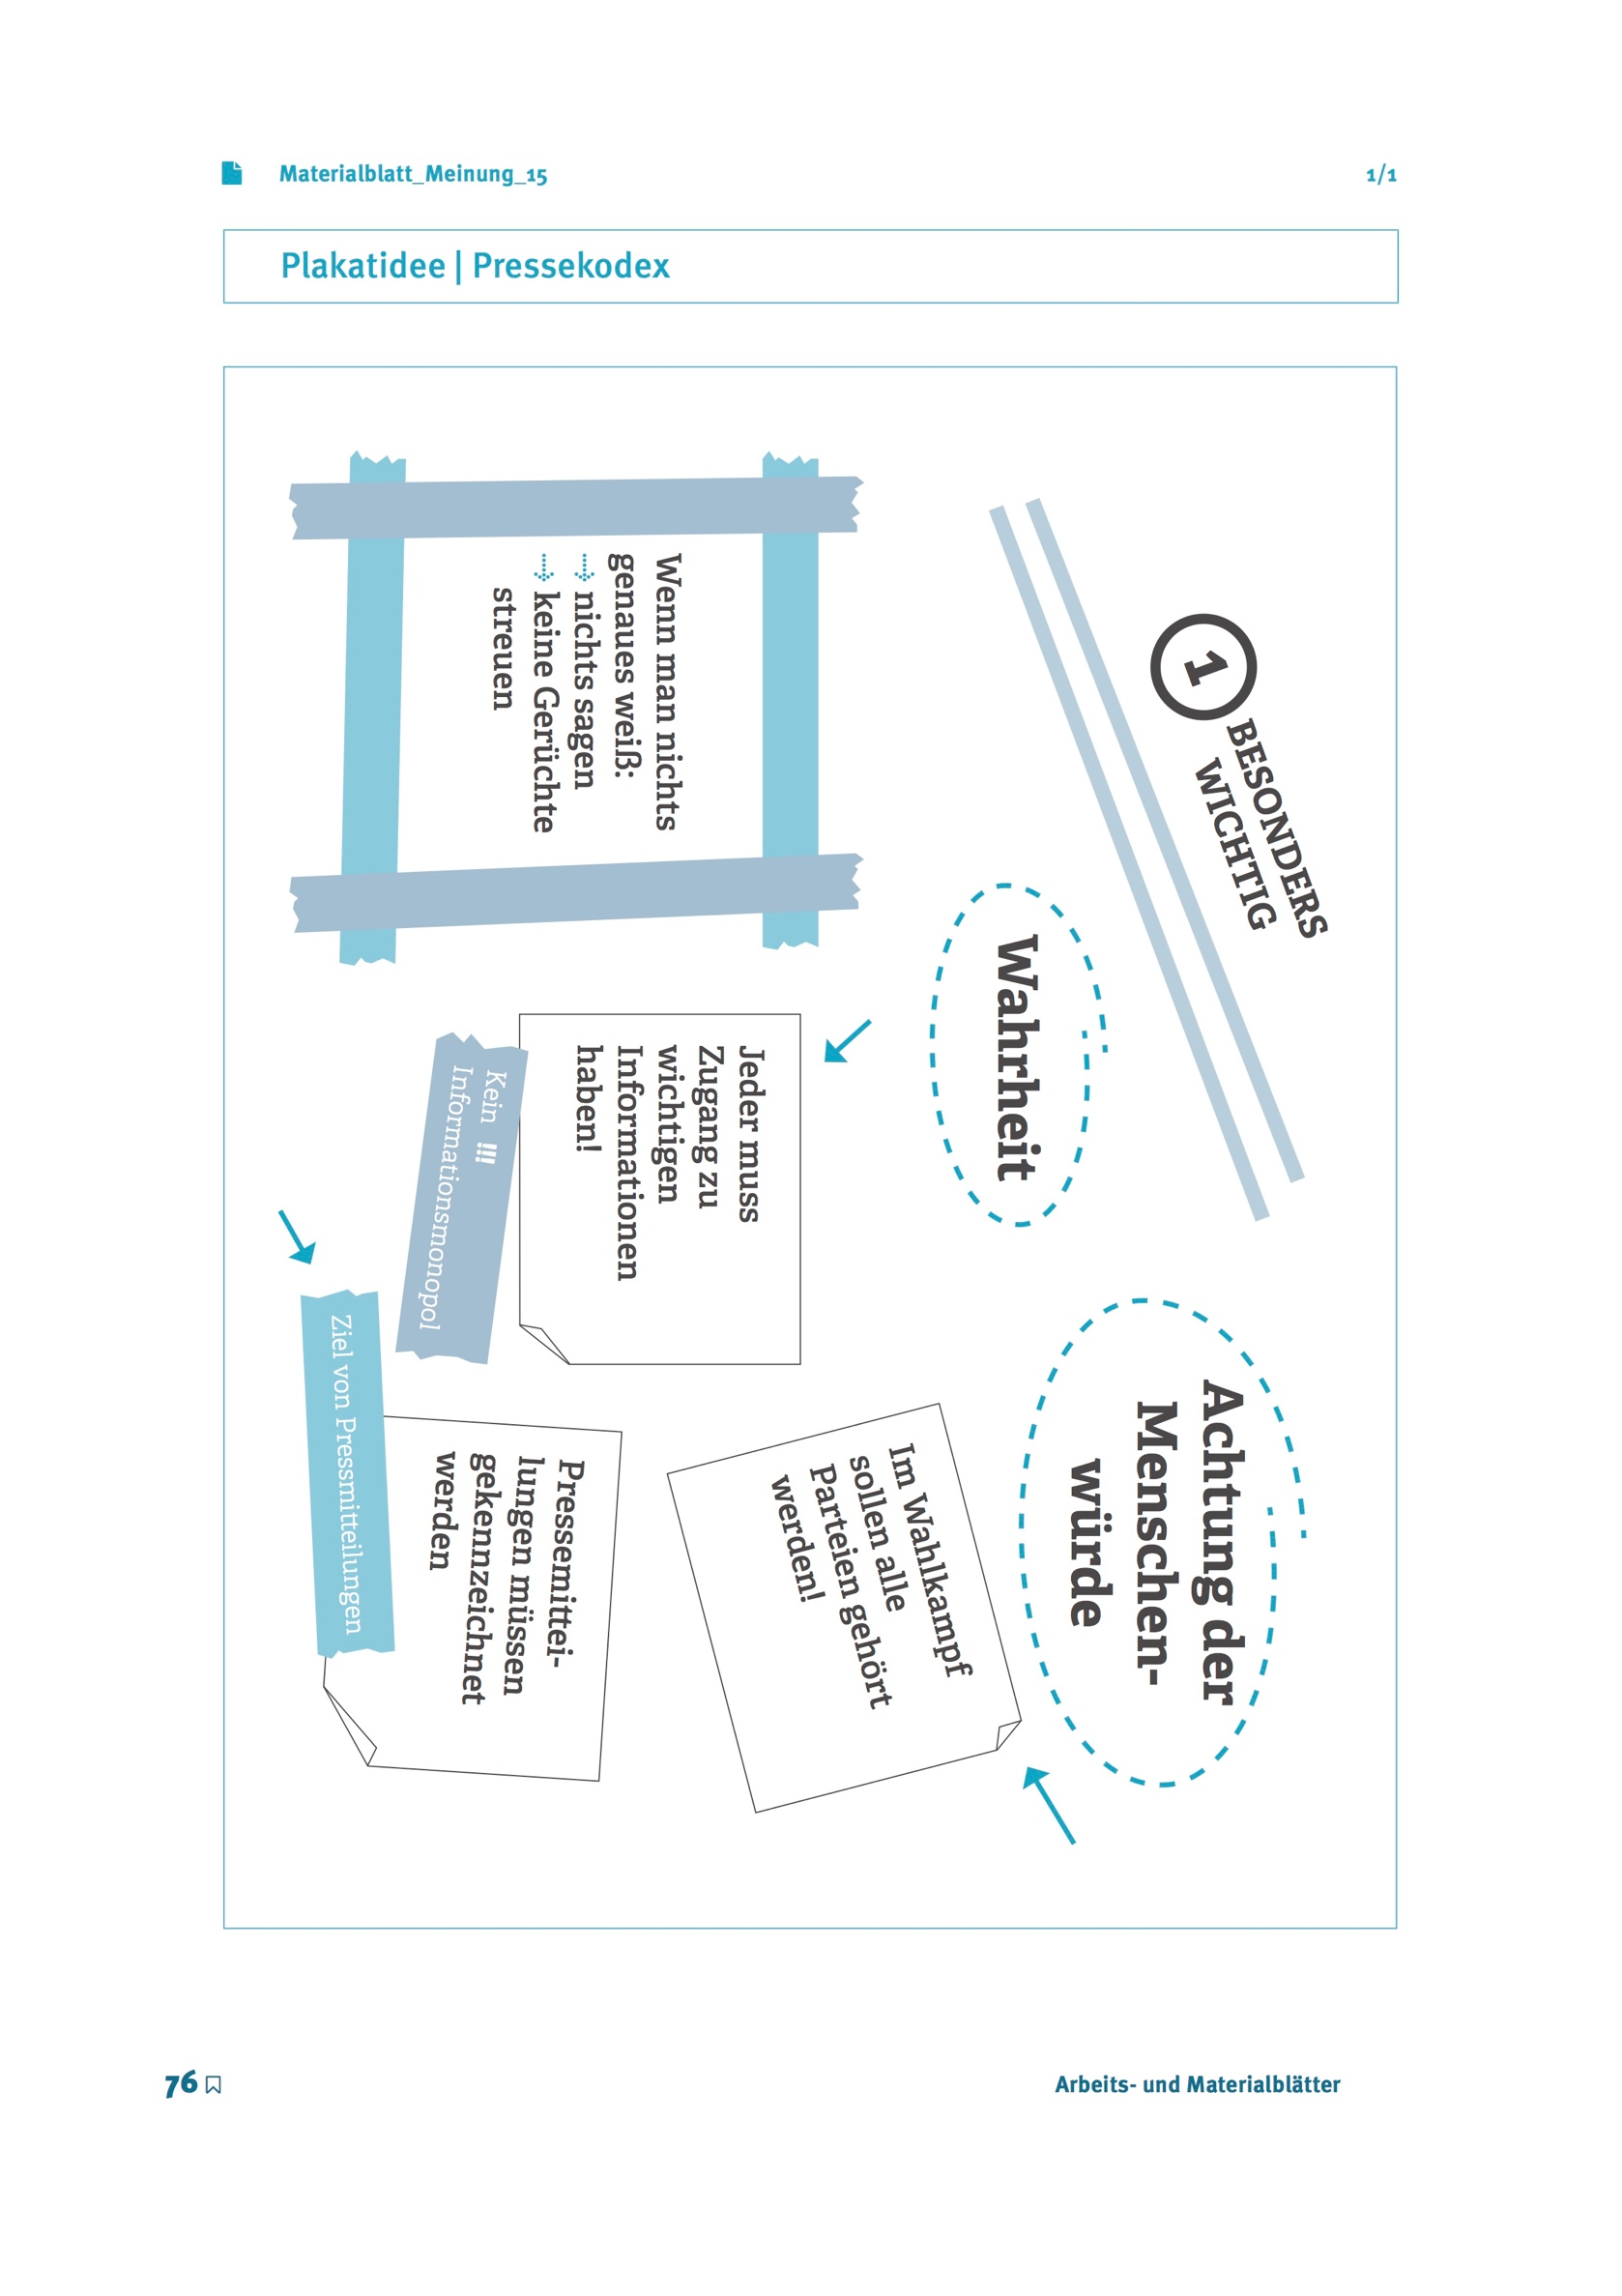 Materialblatt_Meinung_15
1/1
Plakatidee | Pressekodex
1
BESONDERS
WICHTIG
Achtung der
Menschen-
würde
Wahrheit
Wenn man nichts
genaues weiß:
nichts sagen
keine Gerüchte
streuen
Jeder muss
Zugang zu
wichtigen
Informationen
haben!
Kein !!!
Informationsmonopol
Im Wahlkampf
sollen alle
Parteien gehört
werden!
Pressemittei-
lungen müssen
gekennzeichnet
werden
Ziel von Pressmitteilungen
76
Arbeits- und Materialblätter